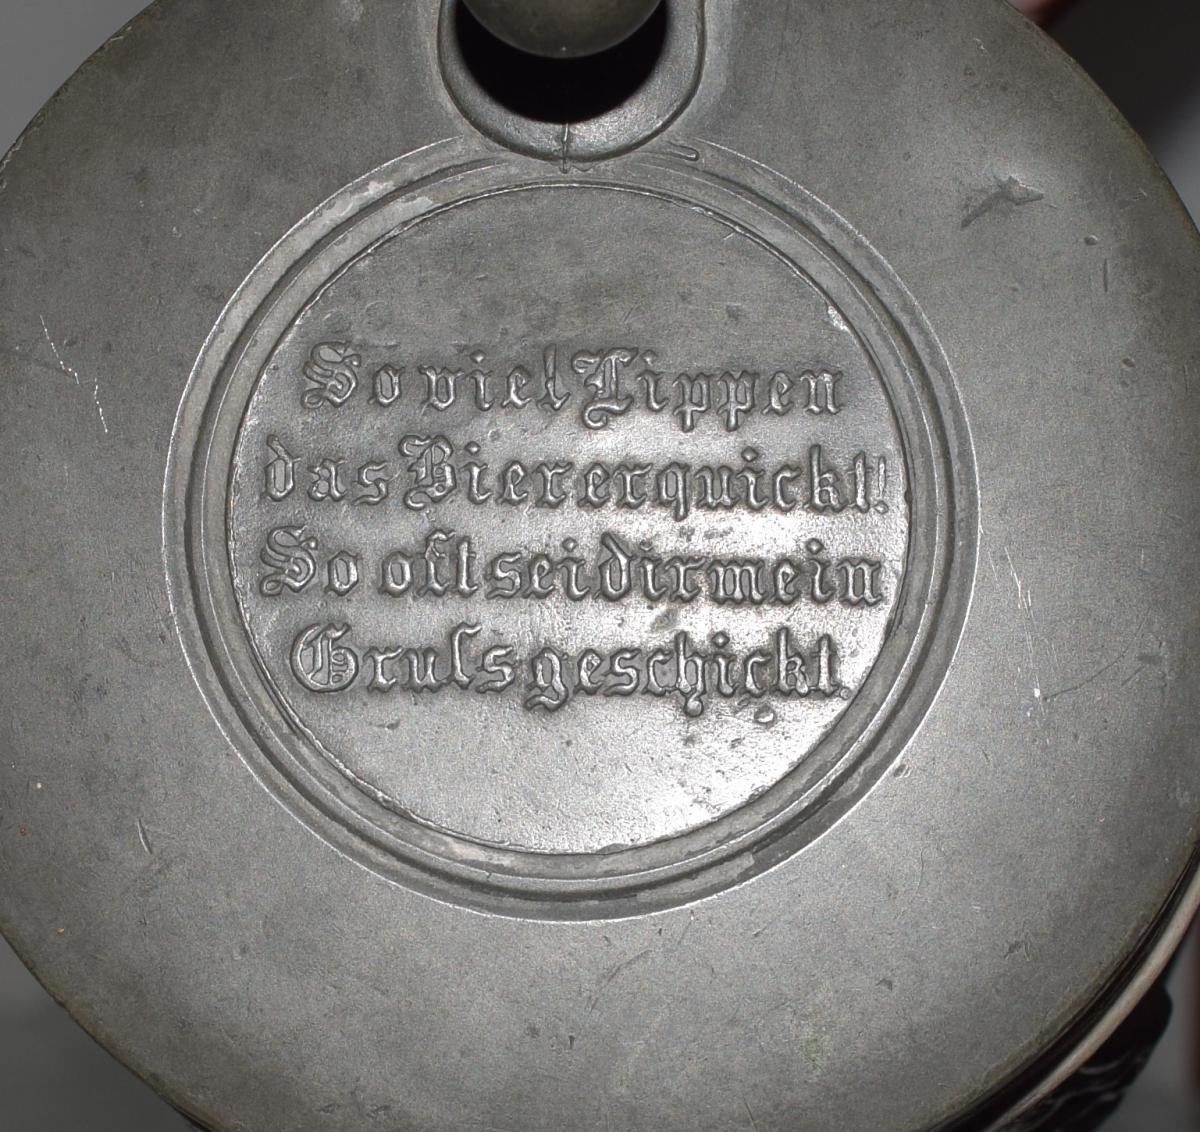 So viel Lippen
das Bier erquickt!
So oft sei dir mein
Gruſs geschickt.